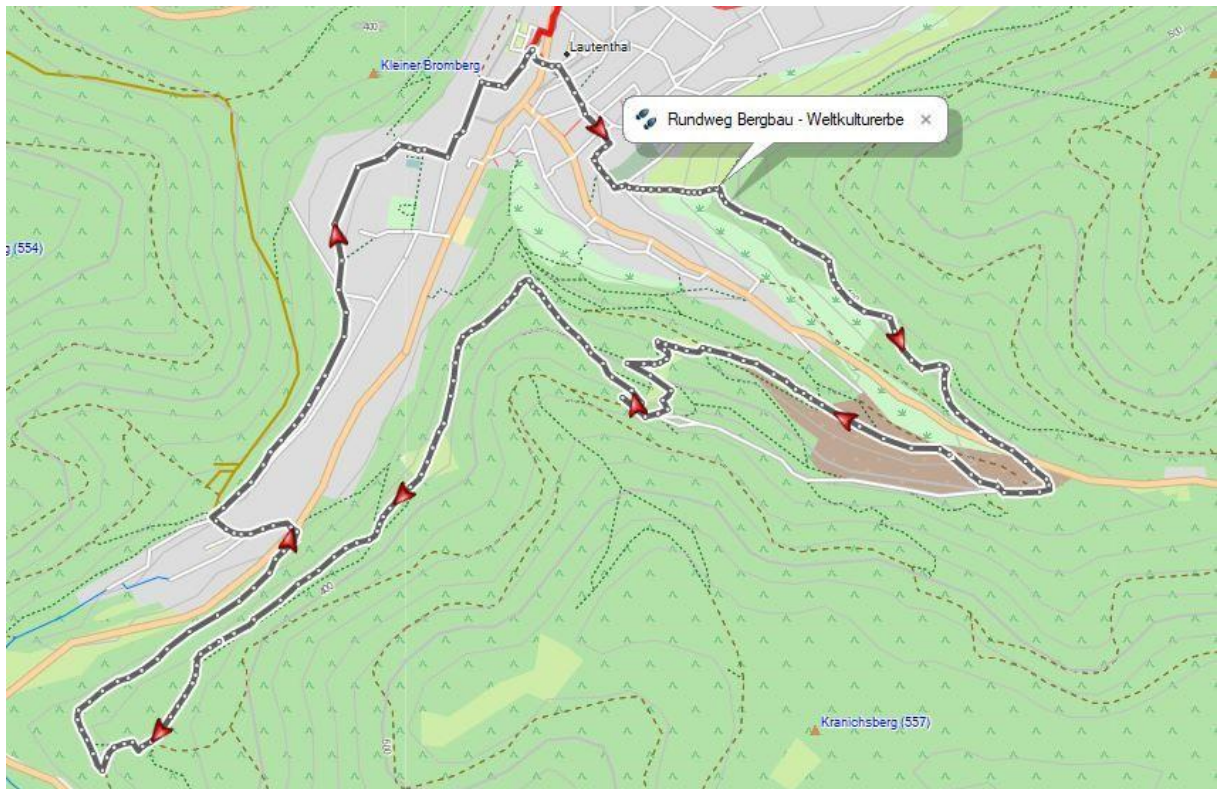 400
500
Lautenthal
Kleiner Bromberg
Rundweg Bergbau - Weltkulturerbe
g (554)
400
Kranichsberg (557)